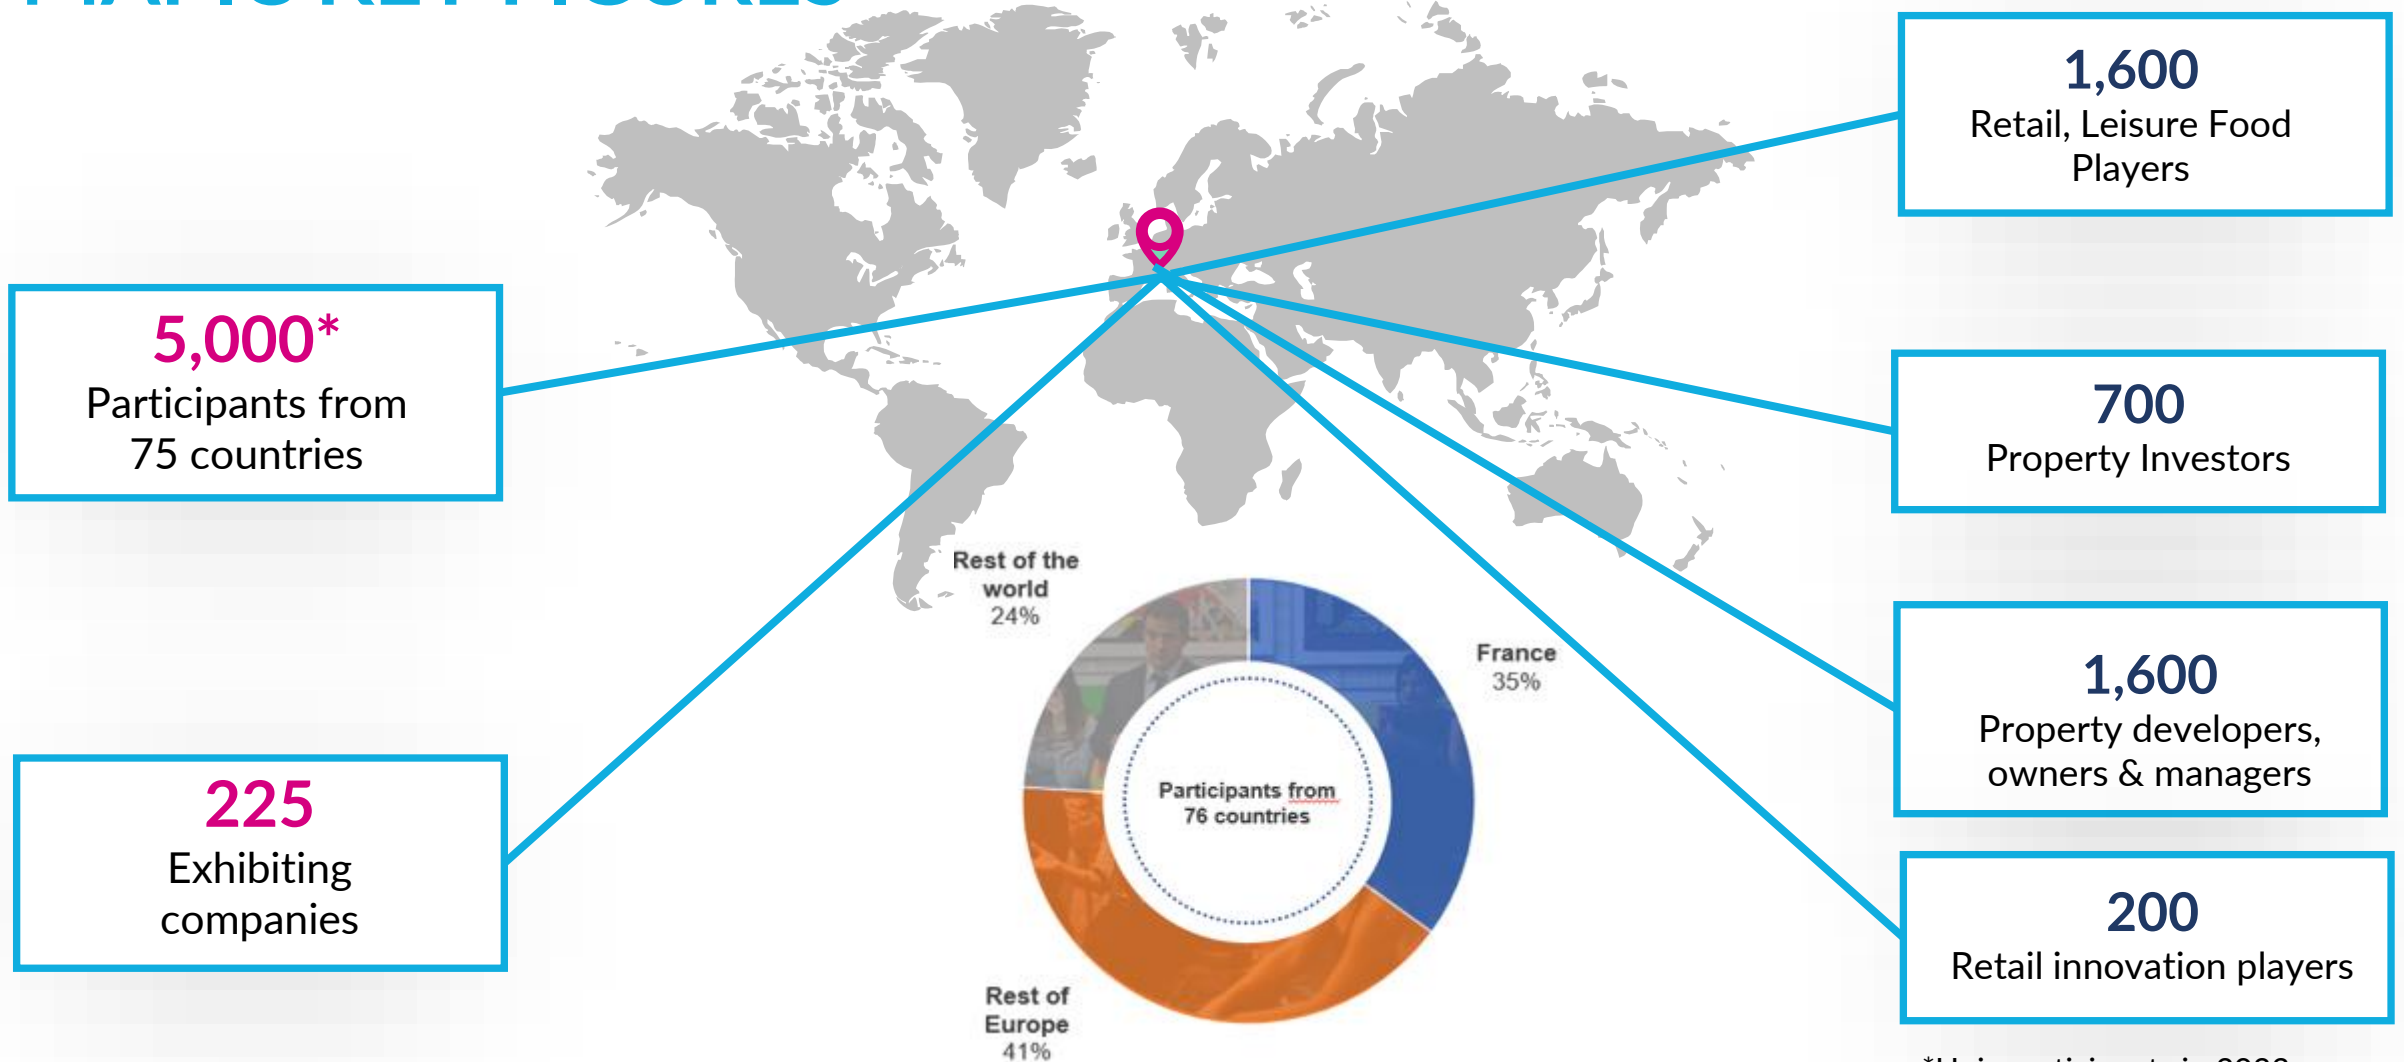 1,600
Retail, Leisure Food
Players
5,000*
Participants from
75 countries
700
Property Investors
225
Exhibiting
companies
1,600
Property developers,
owners & managers
200
Retail innovation players
Rest of the
world
24%
France
35%
Participants from
76 countries
Rest of
Europe
41%